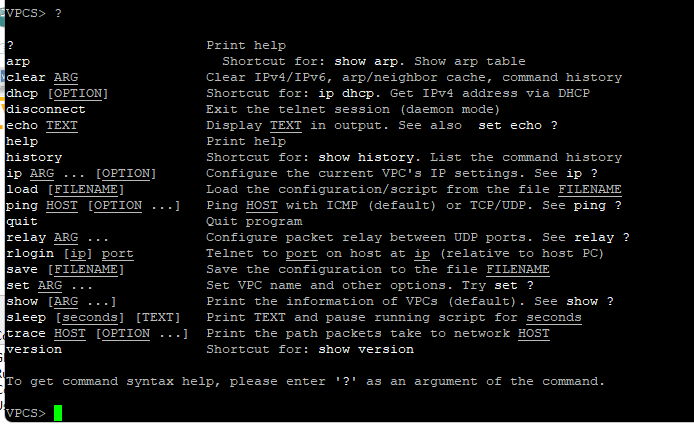 VPCS> ?
?                        Print help
arp                        Shortcut for: show arp. Show arp table
clear ARG                Clear IPv4/IPv6, arp/neighbor cache, command history
dhcp [OPTION]            Shortcut for: ip dhcp. Get IPv4 address via DHCP
disconnect               Exit the telnet session (daemon mode)
echo TEXT                Display TEXT in output. See also  set echo ?
help                     Print help
history                  Shortcut for: show history. List the command history
ip ARG ... [OPTION]      Configure the current VPC's IP settings. See ip ?
load [FILENAME]          Load the configuration/script from the file FILENAME
ping HOST [OPTION ...]   Ping HOST with ICMP (default) or TCP/UDP. See ping ?
quit                     Quit program
relay ARG ...            Configure packet relay between UDP ports. See relay ?
rlogin [ip] port         Telnet to port on host at ip (relative to host PC)
save [FILENAME]          Save the configuration to the file FILENAME
set ARG ...              Set VPC name and other options. Try set ?
show [ARG ...]           Print the information of VPCs (default). See show ?
sleep [seconds] [TEXT]   Print TEXT and pause running script for seconds
trace HOST [OPTION ...]  Print the path packets take to network HOST
version                  Shortcut for: show version
To get command syntax help, please enter '?' as an argument of the command.
VPCS>